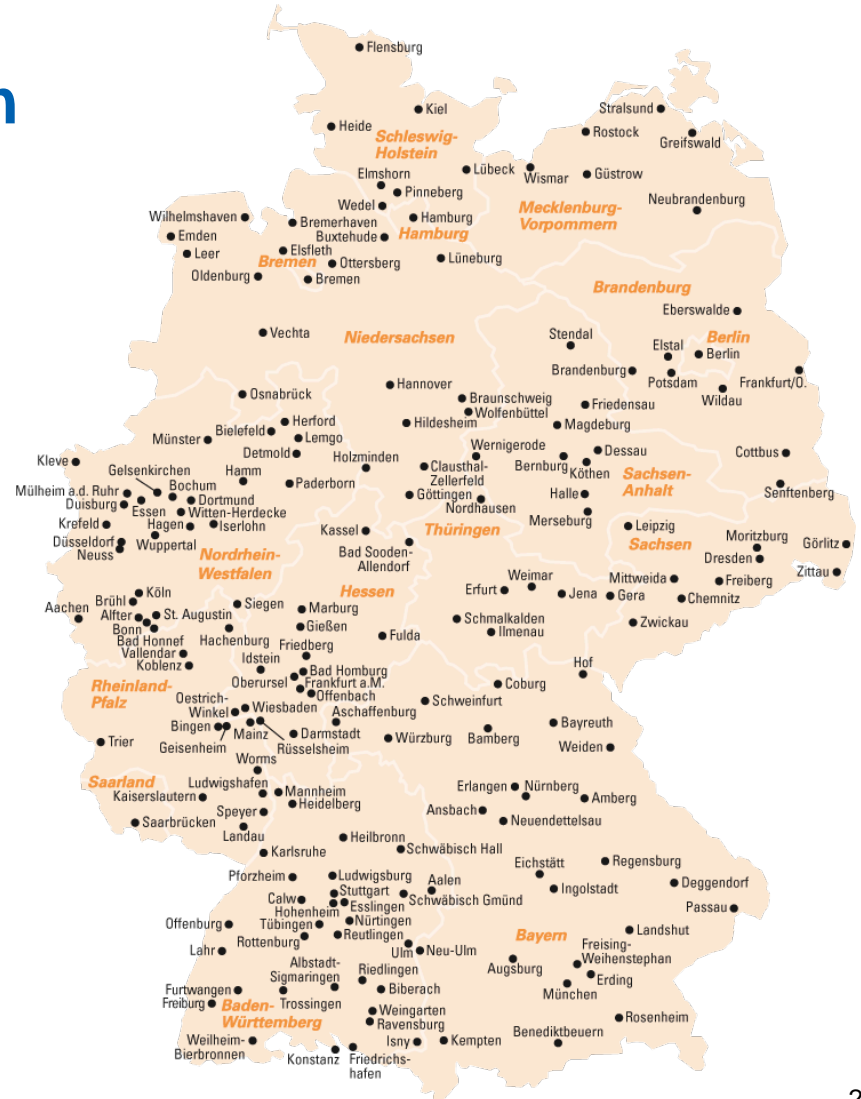 n
Flensburg
Kiel
Heide
Schleswig-
Holstein
Stralsund
Rostock
Greifswald
Elmshorn
Lübeck
Wismar
Güstrow
Pinneberg
Wedel
Neubrandenburg
Wilhelmshaven
Bremerhaven
Hamburg
Mecklenburg-
Vorpommern
Emden
Buxtehude
Hamburg
Leer
Elsfleth
Bremen
Ottersberg
Lüneburg
Oldenburg
Bremen
Brandenburg
Eberswalde
Vechta
Niedersachsen
Stendal
Berlin
Elstal
Berlin
Brandenburg
Potsdam
Frankfurt/O.
Wildau
Hannover
Osnabrück
Braunschweig
Wolfenbüttel
Friedensau
Herford
Hildesheim
Magdeburg
Bielefeld
Lemgo
Münster
Detmold
Wernigerode
Dessau
Cottbus
Kleve
Holzminden
Clausthal-
Zellerfeld
Bernburg
Köthen
Sachsen-
Anhalt
Gelsenkirchen
Hamm
Bochum
Paderborn
Mülheim a.d. Ruhr
Dortmund
Göttingen
Nordhausen
Halle
Senftenberg
Duisburg
Essen
Witten-Herdecke
Merseburg
Krefeld
Hagen
Iserlohn
Kassel
Thüringen
Leipzig
Düsseldorf
Neuss
Wuppertal
Bad Sooden-
Allendorf
Sachsen
Moritzburg
Dresden
Görlitz
Nordrhein-
Westfalen
Zittau
Hessen
Erfurt
Weimar
Jena
Gera
Mittweida
Freiberg
Chemnitz
Köln
Brühl
Siegen
Marburg
Aachen
Alfter
St. Augustin
Schmalkalden
Ilmenau
Zwickau
Bonn
Bad Honnef
Hachenburg
Gießen
Fulda
Vallendar
Koblenz
Idstein
Friedberg
Hof
Bad Homburg
Oberursel
Frankfurt a.M.
Offenbach
Coburg
Rheinland-
Pfalz
Oestrich-
Winkel
Wiesbaden
Aschaffenburg
Schweinfurt
Bingen
Geisenheim
Mainz
Rüsselsheim
Darmstadt
Würzburg
Bamberg
Bayreuth
Trier
Weiden
Worms
Saarland
Ludwigshafen
Mannheim
Kaiserslautern
Heidelberg
Erlangen
Nürnberg
Amberg
Speyer
Ansbach
Neuendettelsau
Saarbrücken
Landau
Heilbronn
Karlsruhe
Schwäbisch Hall
Eichstätt
Regensburg
Pforzheim
Ludwigsburg
Aalen
Ingolstadt
Deggendorf
Stuttgart
Calw
Hohenheim
Esslingen
Schwäbisch Gmünd
Passau
Offenburg
Tübingen
Nürtingen
Rottenburg
Reutlingen
Bayern
Landshut
Lahr
Ulm
Neu-Ulm
Augsburg
Freising-
Weihenstephan
Albstadt-
Sigmaringen
Riedlingen
Erding
Furtwangen
Trossingen
Biberach
München
Freiburg
Baden-
Württemberg
Weingarten
Ravensburg
Rosenheim
Weilheim-
Bierbronnen
Isny
Kempten
Benediktbeuern
Konstanz
Friedrichs-
hafen